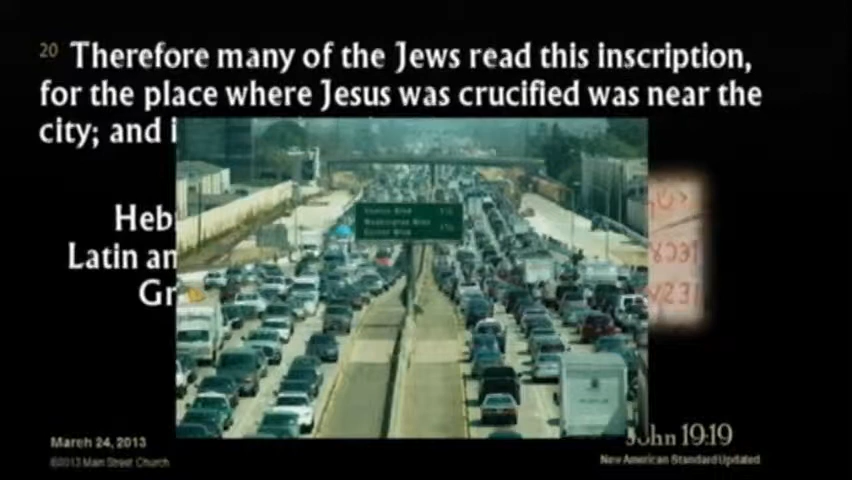 20 Therefore many of the Jews read this inscription,
for the place where Jesus was crucified was near the
city; and i
Heb
Latin an
Gr
March 24, 2013
©2013 Main Street Church
John 19:19
New American Standard Updated